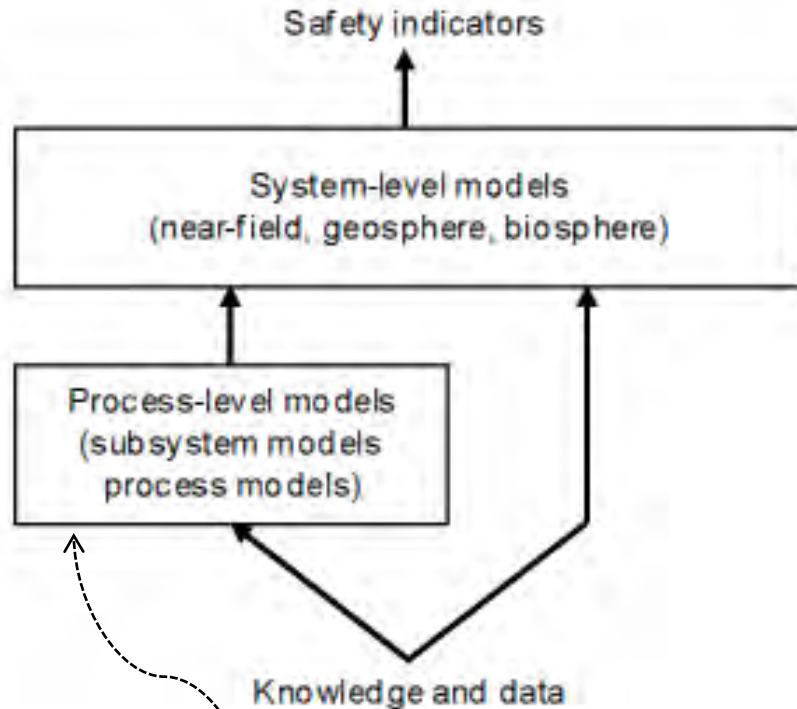 Safety indicators
System-level models
(near-field, geosphere, biosphere)
Process-level models
(subsystem models
process models)
Knowledge and data